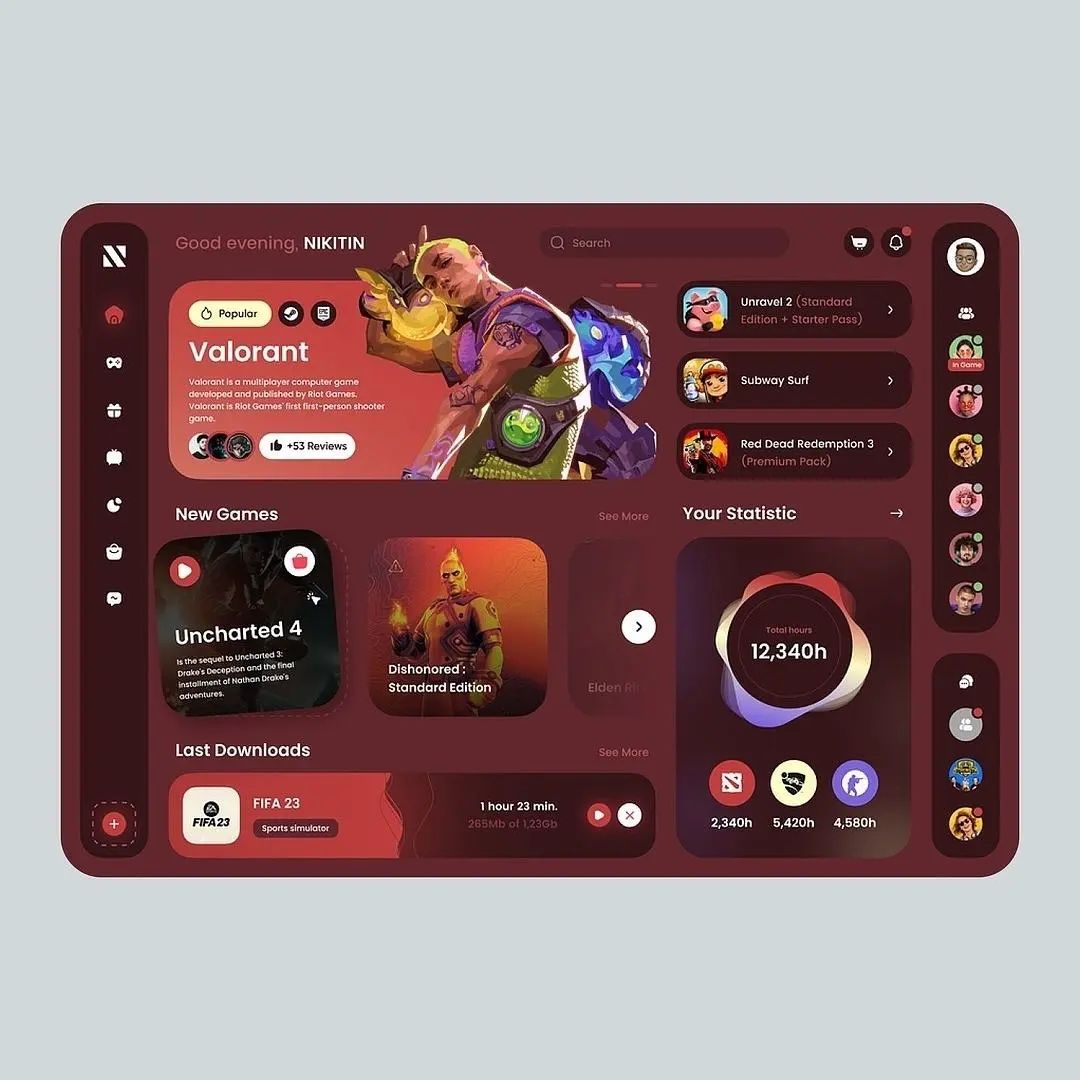 Good evening, NIKITIN
Search
Popular
EPIC
GAMES
Valorant
Valorant is a multiplayer computer game
developed and published by Riot Games.
Valorant is Riot Games' first first-person shooter
game.
+53 Reviews
Unravel 2 (Standard
Edition + Starter Pass)
Subway Surf
Red Dead Redemption 3
(Premium Pack)
In Game
New Games
See More
Uncharted 4
Is the sequel to Uncharted 3:
Drake's Deception and the final
installment of Nathan Drake's
adventures.
Dishonored :
Standard Edition
Elden Ri
Your Statistic
Total hours
12,340h
2,340h
5,420h
4,580h
Last Downloads
See More
EA
SPORTS
FIFA 23
FIFA 23
Sports simulator
1 hour 23 min.
265Mb of 1,23Gb